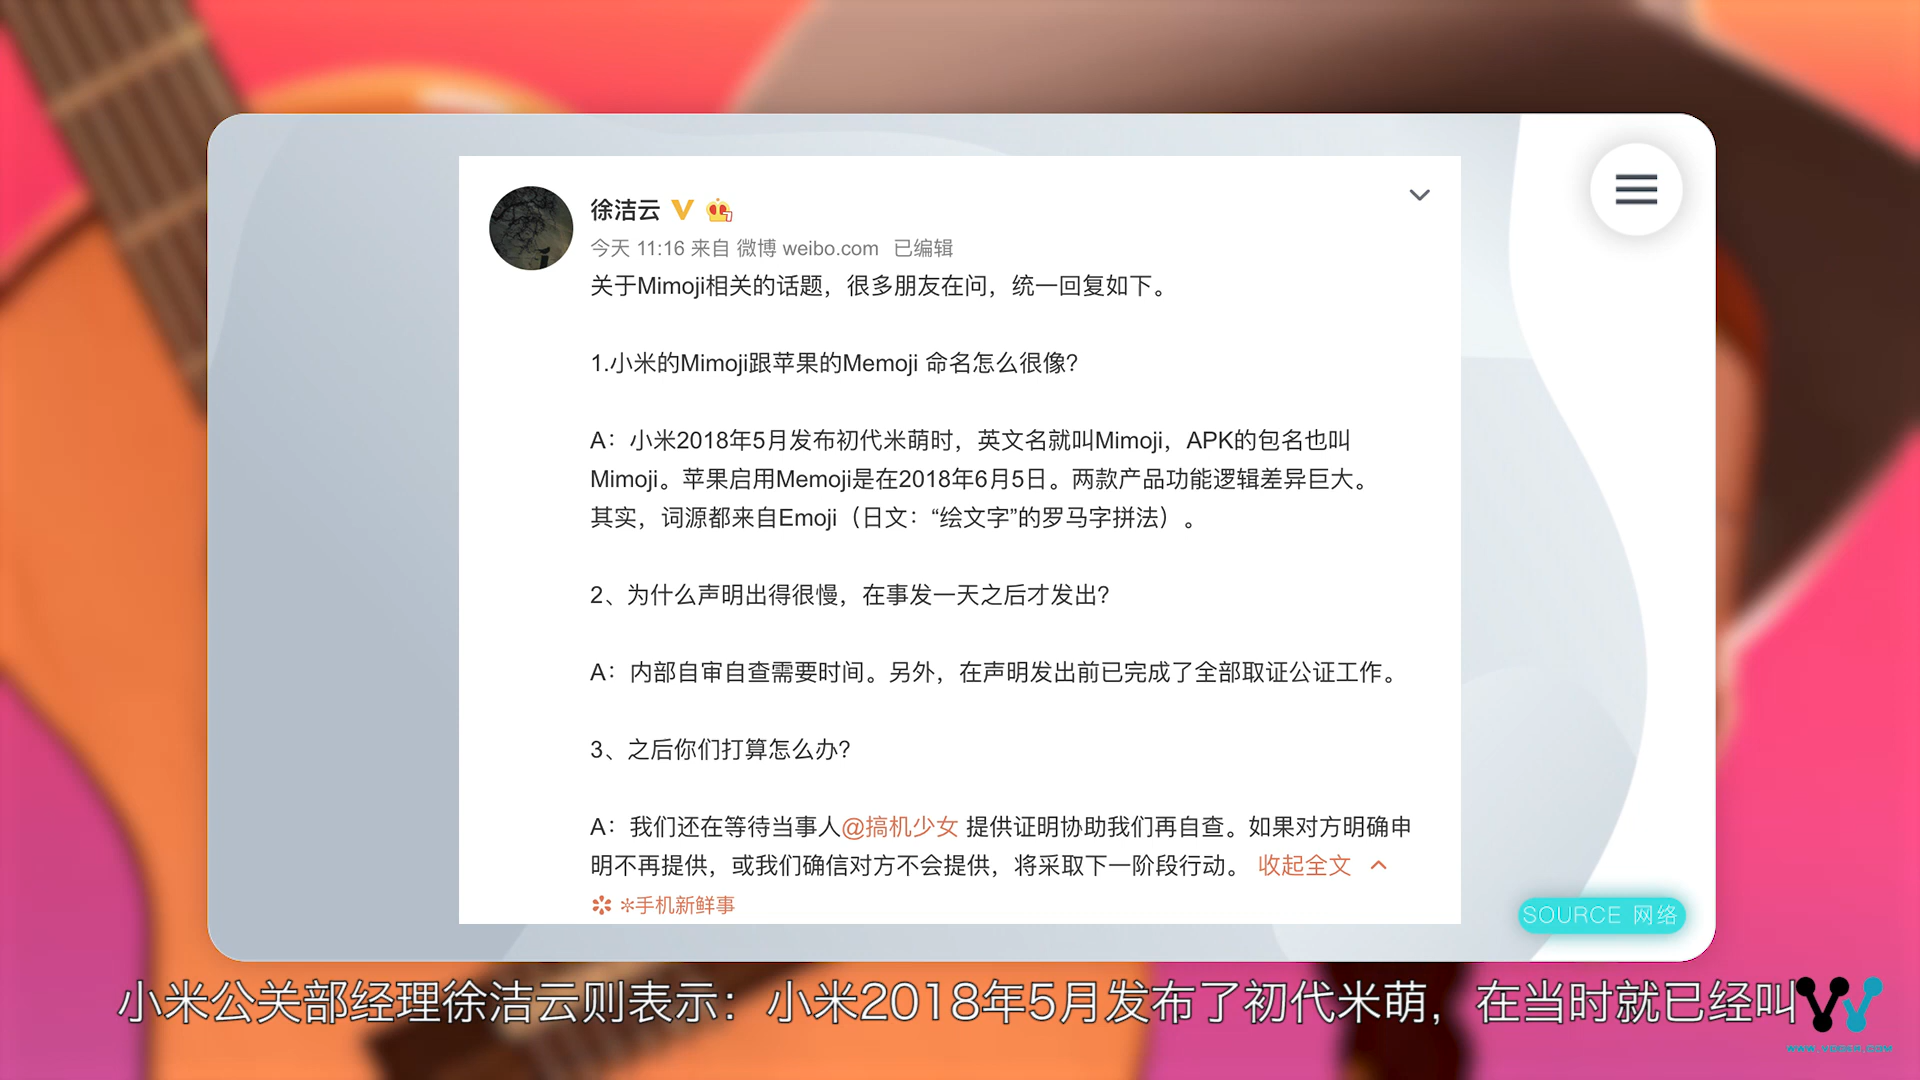 徐洁云
今天 11:16 来自 微博 weibo.com 已编辑
关于Mimoji相关的话题，很多朋友在问，统一回复如下。
1.小米的Mimoji跟苹果的Memoji 命名怎么很像？
A：小米2018年5月发布初代米萌时，英文名就叫Mimoji，APK的包名也叫
Mimoji。苹果启用Memoji是在2018年6月5日。两款产品功能逻辑差异巨大。
其实，词源都来自Emoji（日文：“绘文字”的罗马字拼法）。
2、为什么声明出得很慢，在事发一天之后才发出？
A：内部自审自查需要时间。另外，在声明发出前已完成了全部取证公证工作。
3、之后你们打算怎么办？
A：我们还在等待当事人@搞机少女 提供证明协助我们再自查。如果对方明确申
明不再提供，或我们确信对方不会提供，将采取下一阶段行动。 收起全文
✻手机新鲜事
SOURCE 网络
小米公关部经理徐洁云则表示：小米2018年5月发布了初代米萌，在当时就已经叫